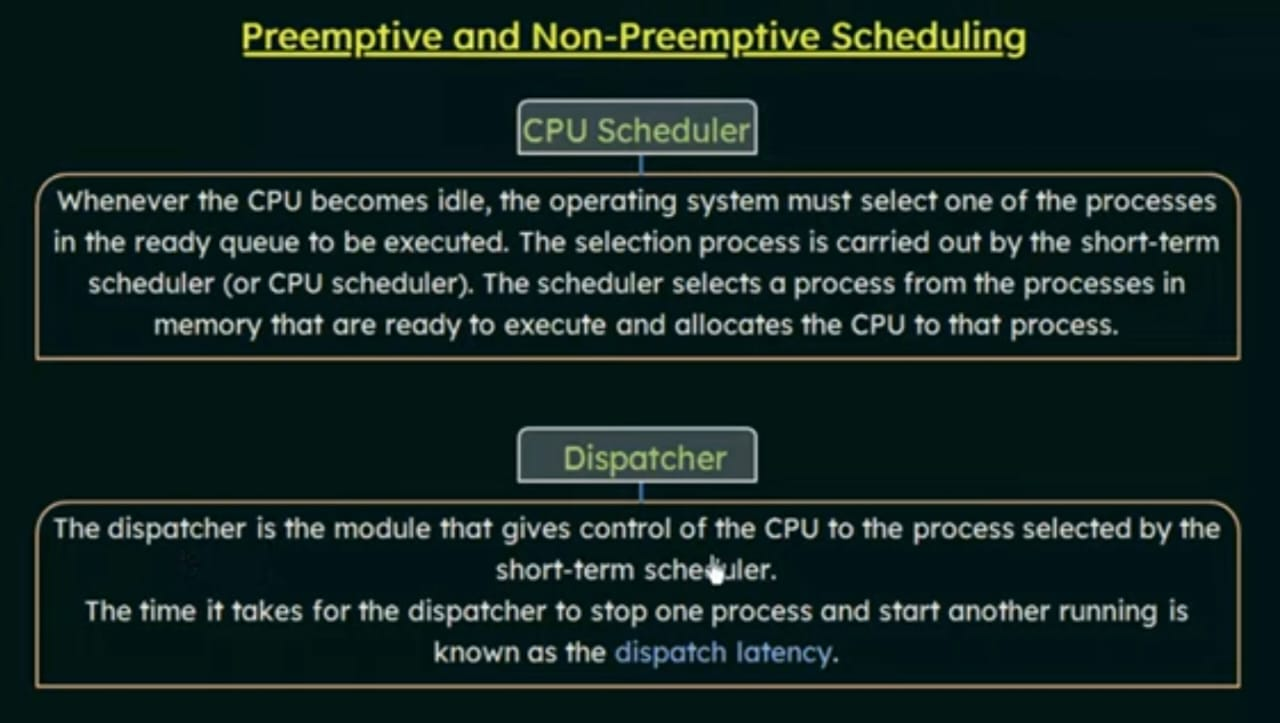 Preemptive and Non-Preemptive Scheduling
CPU Scheduler
Whenever the CPU becomes idle, the operating system must select one of the processes
in the ready queue to be executed. The selection process is carried out by the short-term
scheduler (or CPU scheduler). The scheduler selects a process from the processes in
memory that are ready to execute and allocates the CPU to that process.
Dispatcher
The dispatcher is the module that gives control of the CPU to the process selected by the
short-term scheduler.
The time it takes for the dispatcher to stop one process and start another running is
known as the dispatch latency.